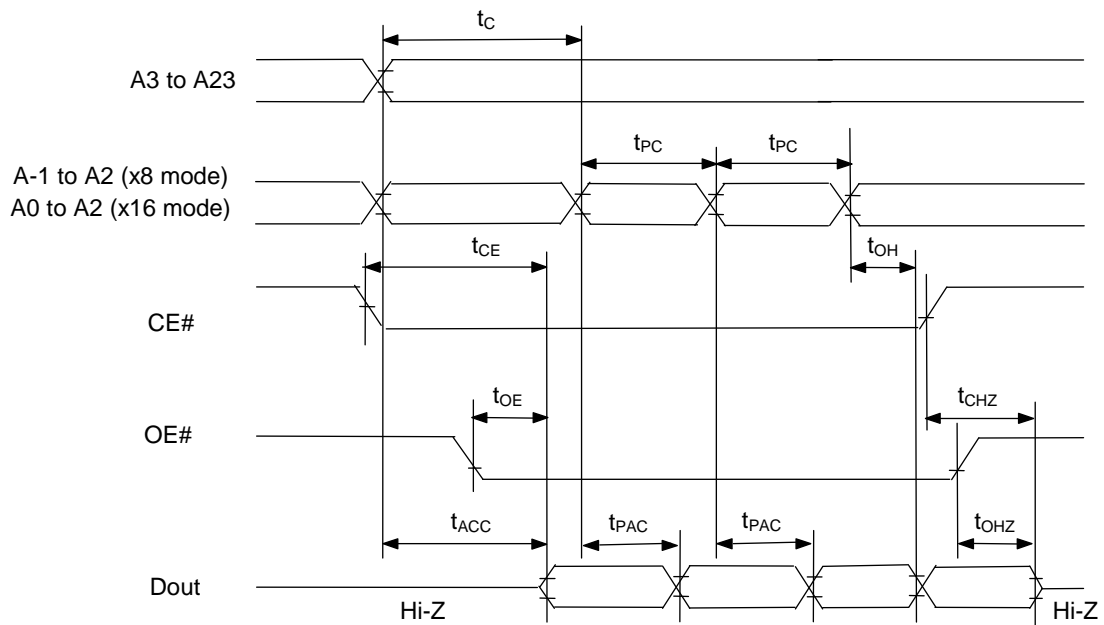 tC
A3 to A23
tPC tPC
A-1 to A2 (x8 mode)
A0 to A2 (x16 mode)
tCE tOH
CE#
tOE tCHZ
OE#
tACC tPAC tPAC tOHZ
Dout
Hi-Z Hi-Z